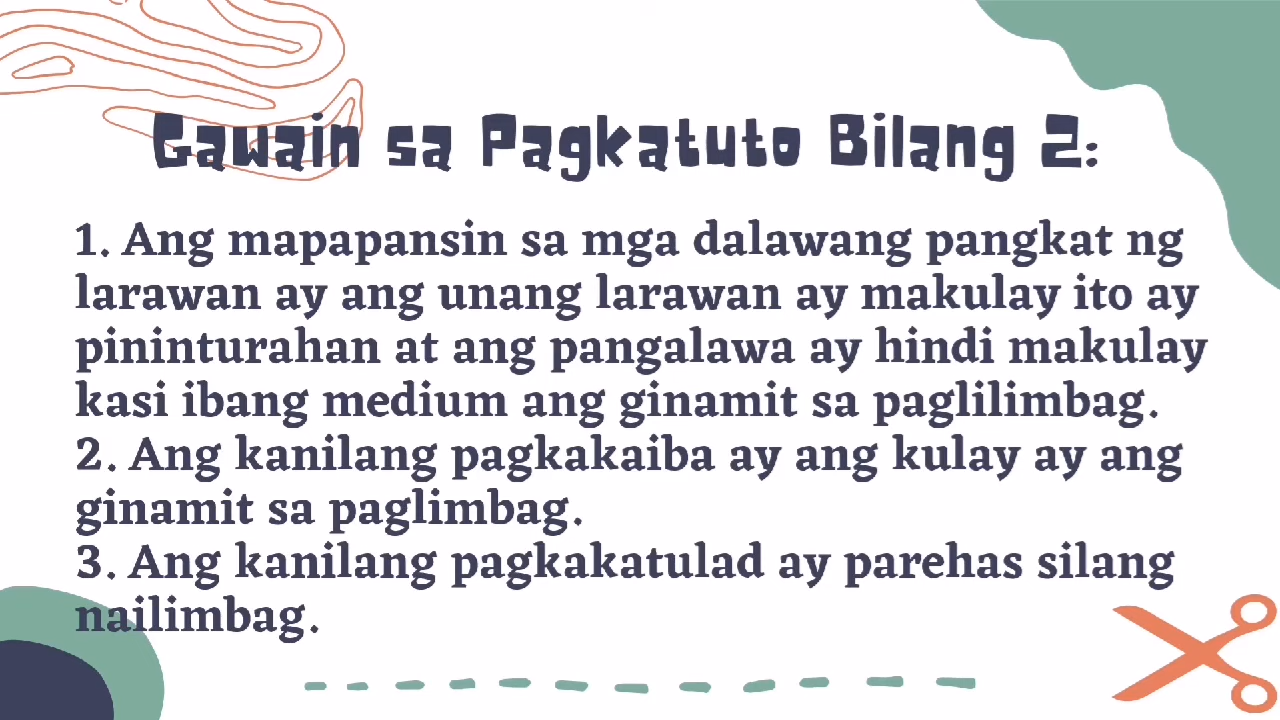 Gawain sa Pagkatuto Bilang 2:
1. Ang mapapansin sa mga dalawang pangkat ng
larawan ay ang unang larawan ay makulay ito ay
pininturahan at ang pangalawa ay hindi makulay
kasi ibang medium ang ginamit sa paglilimbag.
2. Ang kanilang pagkakaiba ay ang kulay ay ang
ginamit sa paglimbag.
3. Ang kanilang pagkakatulad ay parehas silang
nailimbag.